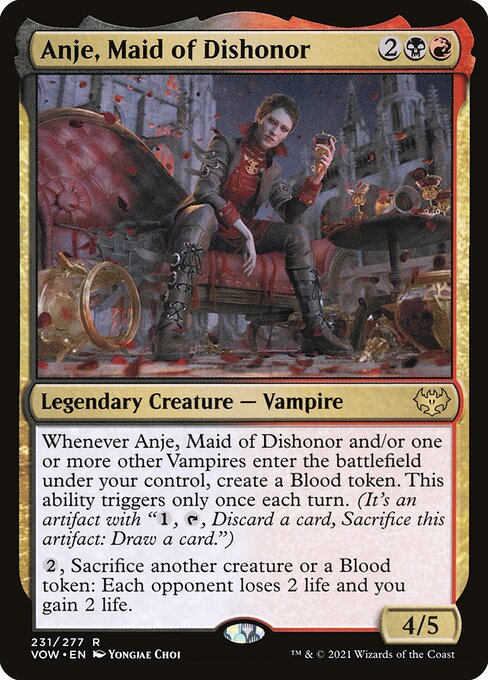 Anje, Maid of Dishonor 2
Legendary Creature — Vampire
Whenever Anje, Maid of Dishonor and/or one
or more other Vampires enter the battlefield
under your control, create a Blood token. This
ability triggers only once each turn. (It's an
artifact with “1, , Discard a card, Sacrifice this
artifact: Draw a card.”)
2, Sacrifice another creature or a Blood
token: Each opponent loses 2 life and you
gain 2 life.
4/5
231/277 R
VOW • EN Yongjae Choi
™ & © 2021 Wizards of the Coast